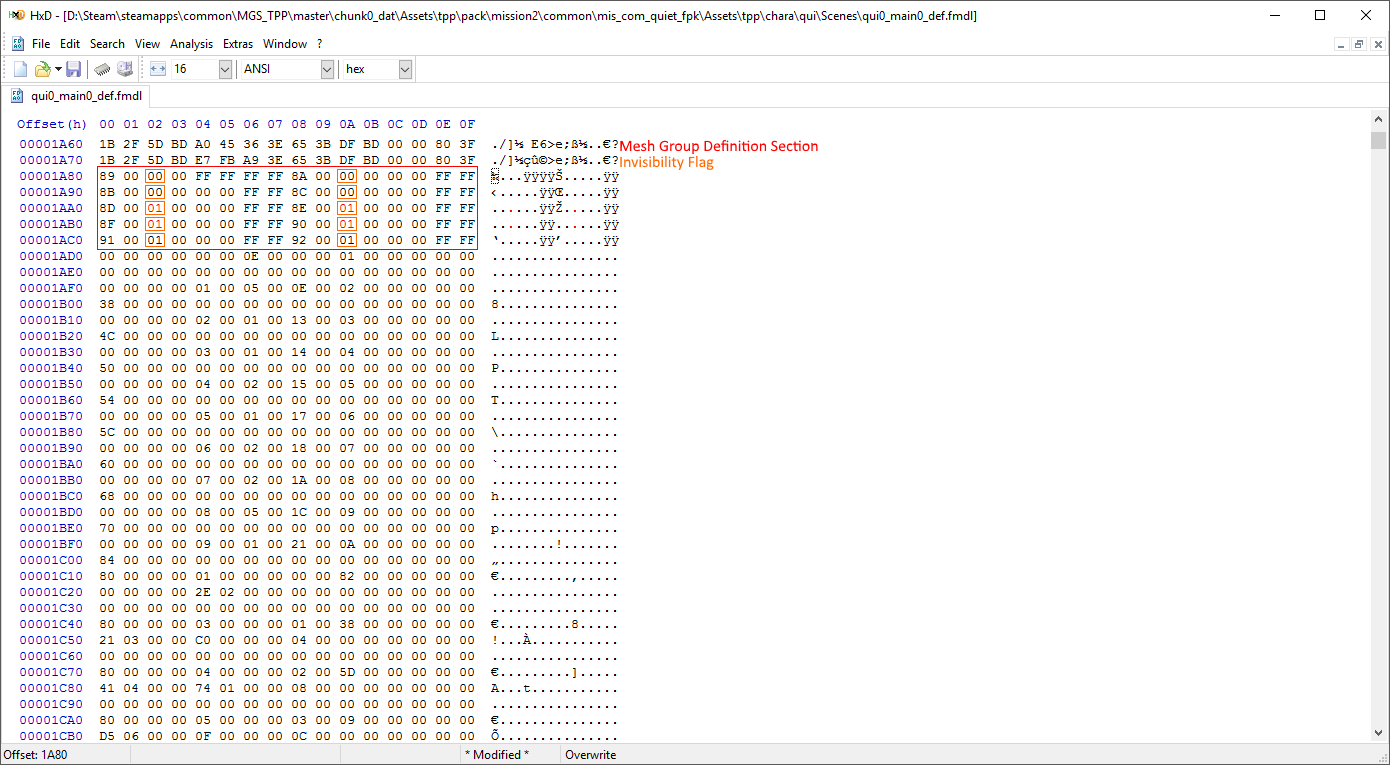 HxD - [D:\Steam\steamapps\common\MGS_TPP\master\chunk0_dat\Assets\tpp\pack\mission2\common\mis_com_quiet_fpk\Assets\tpp\chara\qui\Scenes\qui0_main0_def.fmdl]
File Edit Search View Analysis Extras Window ?
16 ANSI hex
qui0_main0_def.fmdl
Offset(h) 00 01 02 03 04 05 06 07 08 09 0A 0B 0C 0D 0E 0F
00001A60 1B 2F 5D BD A0 45 36 3E 65 3B DF BD 00 00 80 3F ./]½ E6>e;ß½..€? Mesh Group Definition Section
00001A70 1B 2F 5D BD E7 FB A9 3E 65 3B DF BD 00 00 80 3F ./]½çû©>e;ß½..€? Invisibility Flag
00001A80 89 00 00 00 FF FF FF FF 8A 00 00 00 00 00 FF FF ‰...ÿÿÿÿŠ.....ÿÿ
00001A90 8B 00 00 00 00 00 FF FF 8C 00 00 00 00 00 FF FF ‹.....ÿÿŒ.....ÿÿ
00001AA0 8D 00 01 00 00 00 FF FF 8E 00 01 00 00 00 FF FF ......ÿÿŽ.....ÿÿ
00001AB0 8F 00 01 00 00 00 FF FF 90 00 01 00 00 00 FF FF ......ÿÿ......ÿÿ
00001AC0 91 00 01 00 00 00 FF FF 92 00 01 00 00 00 FF FF ‘.....ÿÿ’.....ÿÿ
00001AD0 00 00 00 00 00 00 0E 00 00 00 01 00 00 00 00 00 ................
00001AE0 00 00 00 00 00 00 00 00 00 00 00 00 00 00 00 00 ................
00001AF0 00 00 00 00 01 00 05 00 0E 00 02 00 00 00 00 00 ................
00001B00 38 00 00 00 00 00 00 00 00 00 00 00 00 00 00 00 8...............
00001B10 00 00 00 00 02 00 01 00 13 00 03 00 00 00 00 00 ................
00001B20 4C 00 00 00 00 00 00 00 00 00 00 00 00 00 00 00 L...............
00001B30 00 00 00 00 03 00 01 00 14 00 04 00 00 00 00 00 ................
00001B40 50 00 00 00 00 00 00 00 00 00 00 00 00 00 00 00 P...............
00001B50 00 00 00 00 04 00 02 00 15 00 05 00 00 00 00 00 ................
00001B60 54 00 00 00 00 00 00 00 00 00 00 00 00 00 00 00 T...............
00001B70 00 00 00 00 05 00 01 00 17 00 06 00 00 00 00 00 ................
00001B80 5C 00 00 00 00 00 00 00 00 00 00 00 00 00 00 00 \...............
00001B90 00 00 00 00 06 00 02 00 18 00 07 00 00 00 00 00 ................
00001BA0 60 00 00 00 00 00 00 00 00 00 00 00 00 00 00 00 `...............
00001BB0 00 00 00 00 07 00 02 00 1A 00 08 00 00 00 00 00 ................
00001BC0 68 00 00 00 00 00 00 00 00 00 00 00 00 00 00 00 h...............
00001BD0 00 00 00 00 08 00 05 00 1C 00 09 00 00 00 00 00 ................
00001BE0 70 00 00 00 00 00 00 00 00 00 00 00 00 00 00 00 p...............
00001BF0 00 00 00 00 09 00 01 00 21 00 0A 00 00 00 00 00 ........!.......
00001C00 84 00 00 00 00 00 00 00 00 00 00 00 00 00 00 00 „...............
00001C10 80 00 00 00 01 00 00 00 00 00 82 00 00 00 00 00 €.........‚.....
00001C20 00 00 00 00 2E 02 00 00 00 00 00 00 00 00 00 00 ................
00001C30 00 00 00 00 00 00 00 00 00 00 00 00 00 00 00 00 ................
00001C40 80 00 00 00 03 00 00 00 01 00 38 00 00 00 00 00 €.........8.....
00001C50 21 03 00 00 C0 00 00 00 04 00 00 00 00 00 00 00 !...À...........
00001C60 00 00 00 00 00 00 00 00 00 00 00 00 00 00 00 00 ................
00001C70 80 00 00 00 04 00 00 00 02 00 5D 00 00 00 00 00 €.........].....
00001C80 41 04 00 00 74 01 00 00 08 00 00 00 00 00 00 00 A...t...........
00001C90 00 00 00 00 00 00 00 00 00 00 00 00 00 00 00 00 ................
00001CA0 80 00 00 00 05 00 00 00 03 00 09 00 00 00 00 00 €...............
00001CB0 D5 06 00 00 0F 00 00 00 0C 00 00 00 00 00 00 00 Õ...............
Offset: 1A80 * Modified * Overwrite